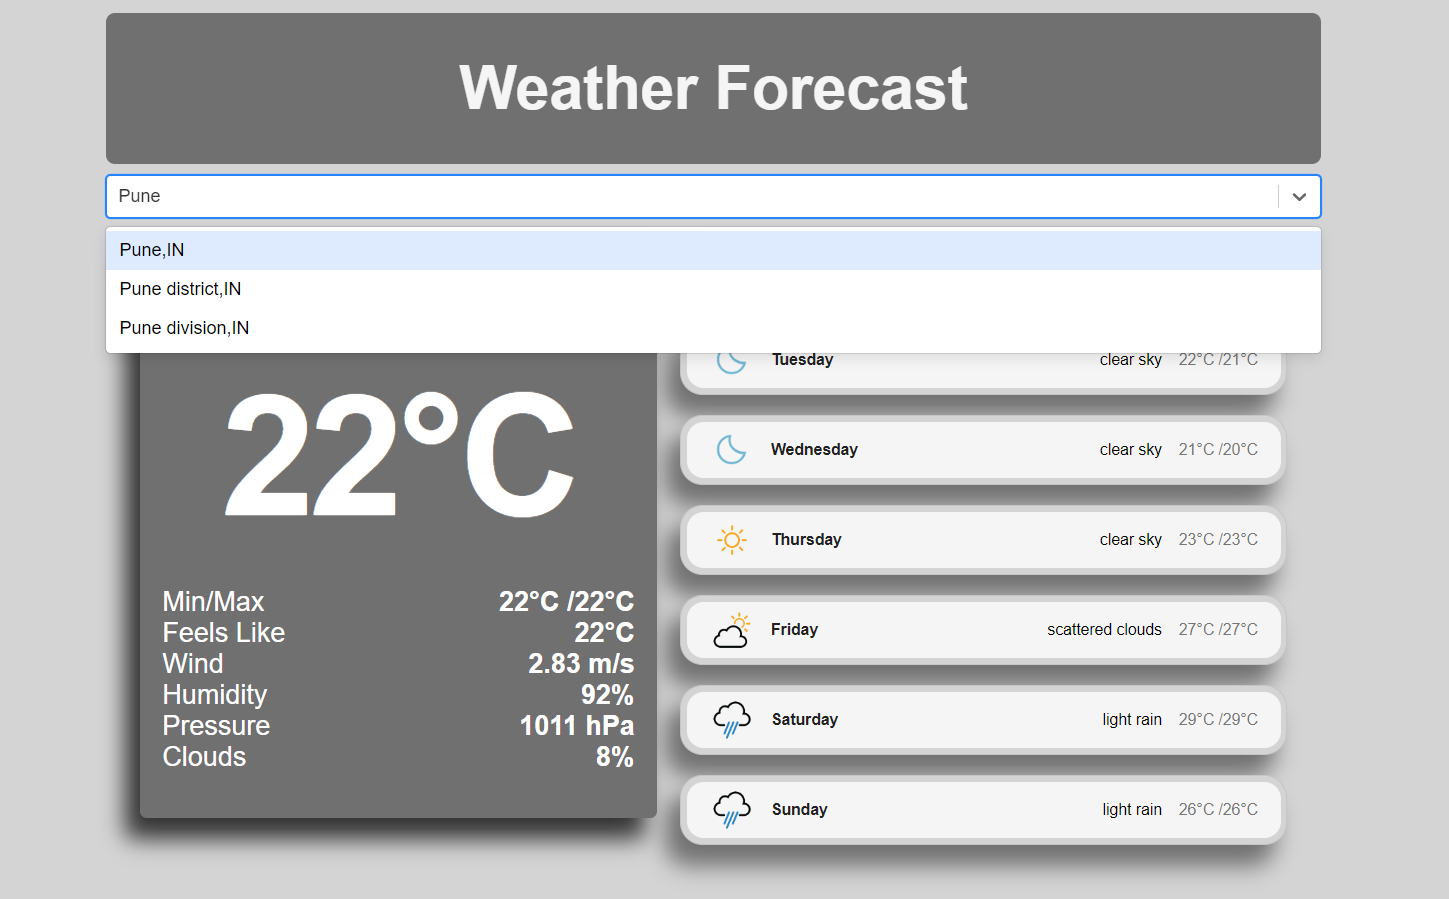 Weather Forecast
Pune
Pune,IN
Pune district,IN
Pune division,IN
22°C
Min/Max 22°C /22°C
Feels Like 22°C
Wind 2.83 m/s
Humidity 92%
Pressure 1011 hPa
Clouds 8%
Tuesday clear sky 22°C /21°C
Wednesday clear sky 21°C /20°C
Thursday clear sky 23°C /23°C
Friday scattered clouds 27°C /27°C
Saturday light rain 29°C /29°C
Sunday light rain 26°C /26°C